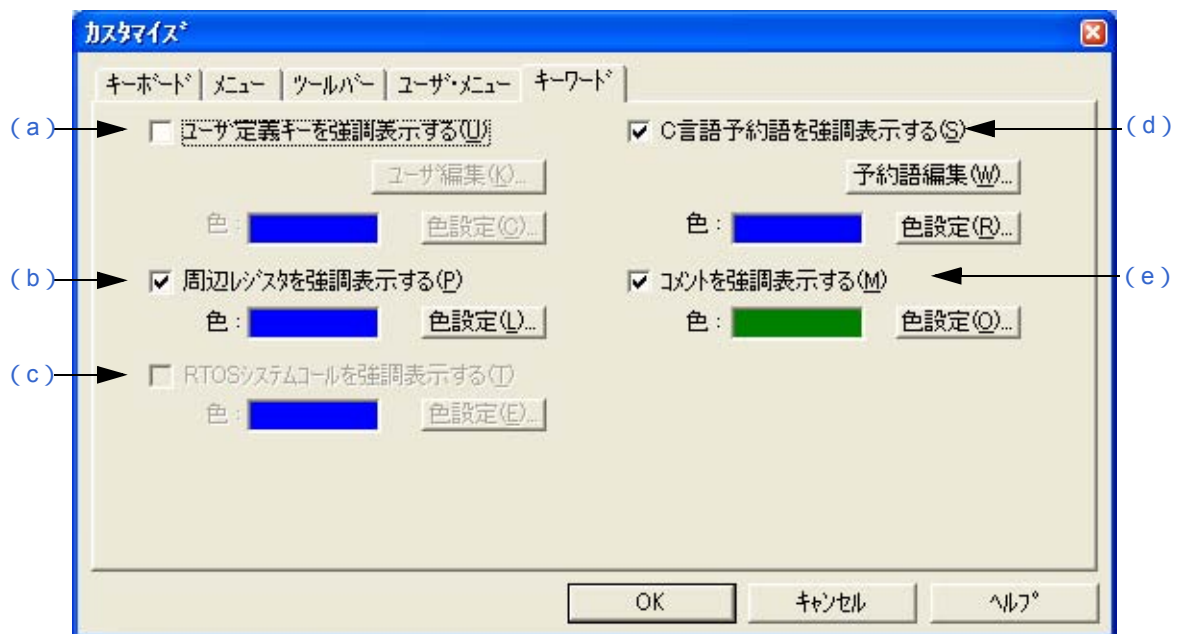 カスタマイズ
キーボード メニュー ツールバー ユーザ・メニュー キーワード
(a) ユーザ定義キーを強調表示する(U)
ユーザ編集(K)...
色: 色設定(C)...
(b) 周辺レジスタを強調表示する(P)
色: 色設定(L)...
(c) RTOSシステムコールを強調表示する(T)
色: 色設定(E)...
C言語予約語を強調表示する(S) (d)
予約語編集(W)...
色: 色設定(R)...
コメントを強調表示する(M) (e)
色: 色設定(O)...
OK キャンセル ヘルプ